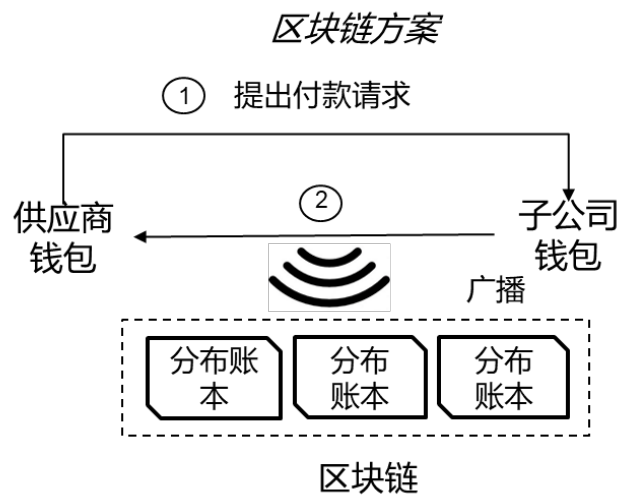 区块链方案
1 提出付款请求
2
供应商
钱包
子公司
钱包
广播
分布账
本
分布
账本
分布
账本
区块链